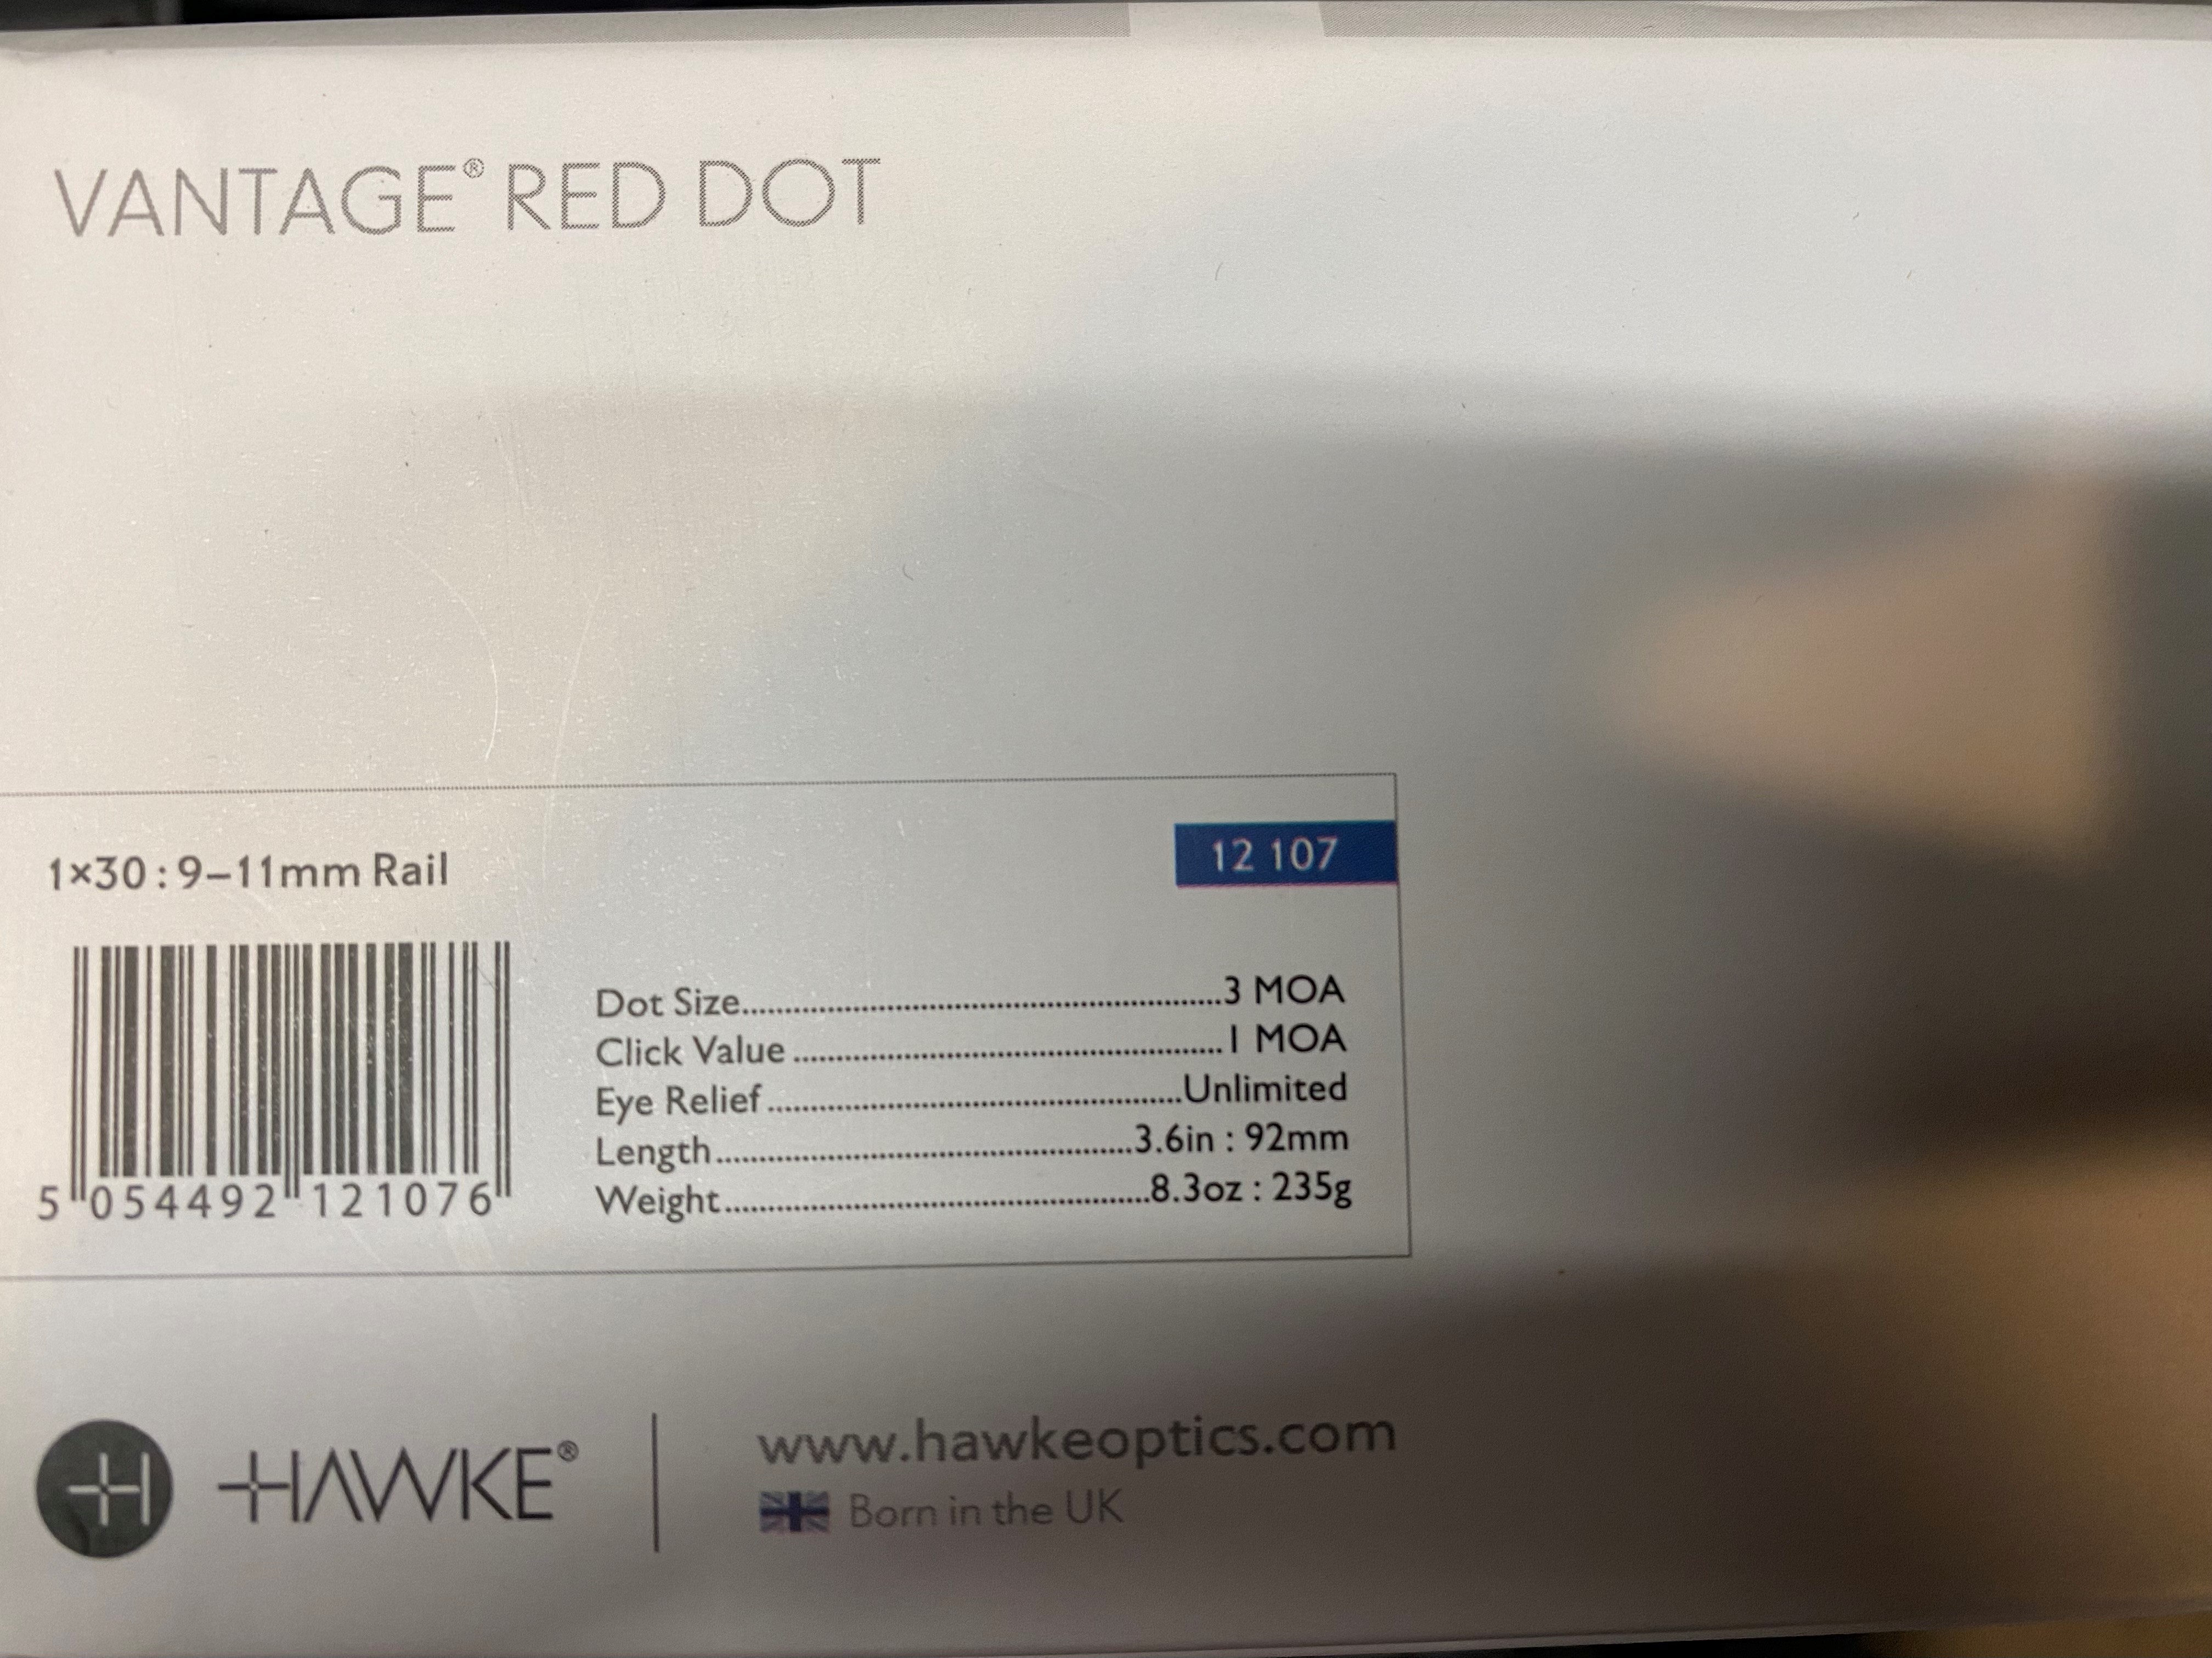 VANTAGE® RED DOT
1×30 : 9–11mm Rail
12 107
Dot Size........................................................3 MOA
Click Value..................................................1 MOA
Eye Relief................................................Unlimited
Length................................................3.6in : 92mm
Weight................................................8.3oz : 235g
5 054492 121076
HAWKE®
www.hawkeoptics.com
Born in the UK